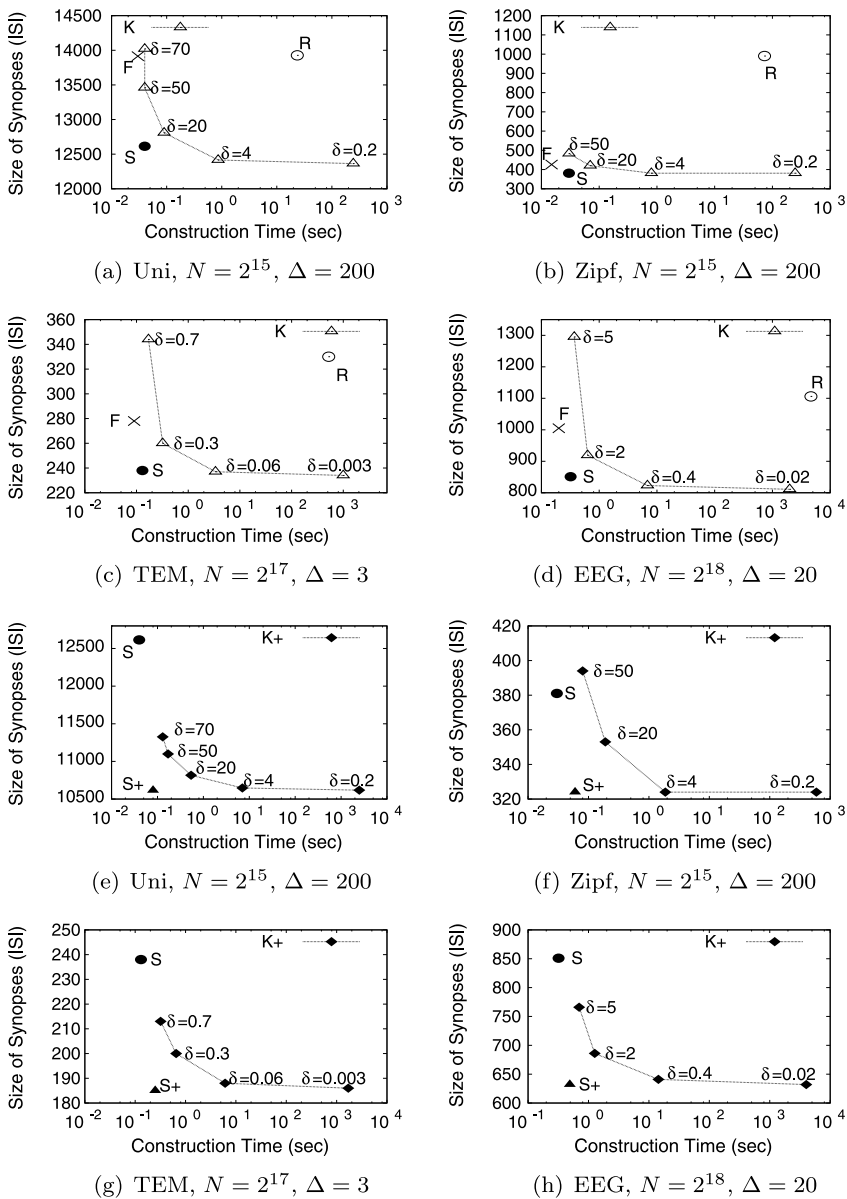 Size of Synopses (|S|)
14500
14000
13500
13000
12500
12000
K
R
F
δ=70
δ=50
δ=20
S
δ=4
δ=0.2
10^-2 10^-1 10^0 10^1 10^2 10^3
Construction Time (sec)
(a) Uni, N = 2^15, Δ = 200
Size of Synopses (|S|)
1200
1100
1000
900
800
700
600
500
400
300
K
R
δ=50
F
δ=20
S
δ=4
δ=0.2
10^-2 10^-1 10^0 10^1 10^2 10^3
Construction Time (sec)
(b) Zipf, N = 2^15, Δ = 200
Size of Synopses (|S|)
360
340
320
300
280
260
240
220
K
δ=0.7
R
F
δ=0.3
S
δ=0.06
δ=0.003
10^-2 10^-1 10^0 10^1 10^2 10^3
Construction Time (sec)
(c) TEM, N = 2^17, Δ = 3
Size of Synopses (|S|)
1300
1200
1100
1000
900
800
K
δ=5
R
F
δ=2
S
δ=0.4
δ=0.02
10^-1 10^0 10^1 10^2 10^3 10^4
Construction Time (sec)
(d) EEG, N = 2^18, Δ = 20
Size of Synopses (|S|)
12500
12000
11500
11000
10500
K+
S
δ=70
δ=50
δ=20
S+
δ=4
δ=0.2
10^-2 10^-1 10^0 10^1 10^2 10^3 10^4
Construction Time (sec)
(e) Uni, N = 2^15, Δ = 200
Size of Synopses (|S|)
420
400
380
360
340
320
K+
δ=50
S
δ=20
S+
δ=4
δ=0.2
10^-2 10^-1 10^0 10^1 10^2 10^3
Construction Time (sec)
(f) Zipf, N = 2^15, Δ = 200
Size of Synopses (|S|)
250
240
230
220
210
200
190
180
K+
S
δ=0.7
δ=0.3
S+
δ=0.06
δ=0.003
10^-2 10^-1 10^0 10^1 10^2 10^3 10^4
Construction Time (sec)
(g) TEM, N = 2^17, Δ = 3
Size of Synopses (|S|)
900
850
800
750
700
650
600
K+
S
δ=5
δ=2
S+
δ=0.4
δ=0.02
10^-1 10^0 10^1 10^2 10^3 10^4
Construction Time (sec)
(h) EEG, N = 2^18, Δ = 20